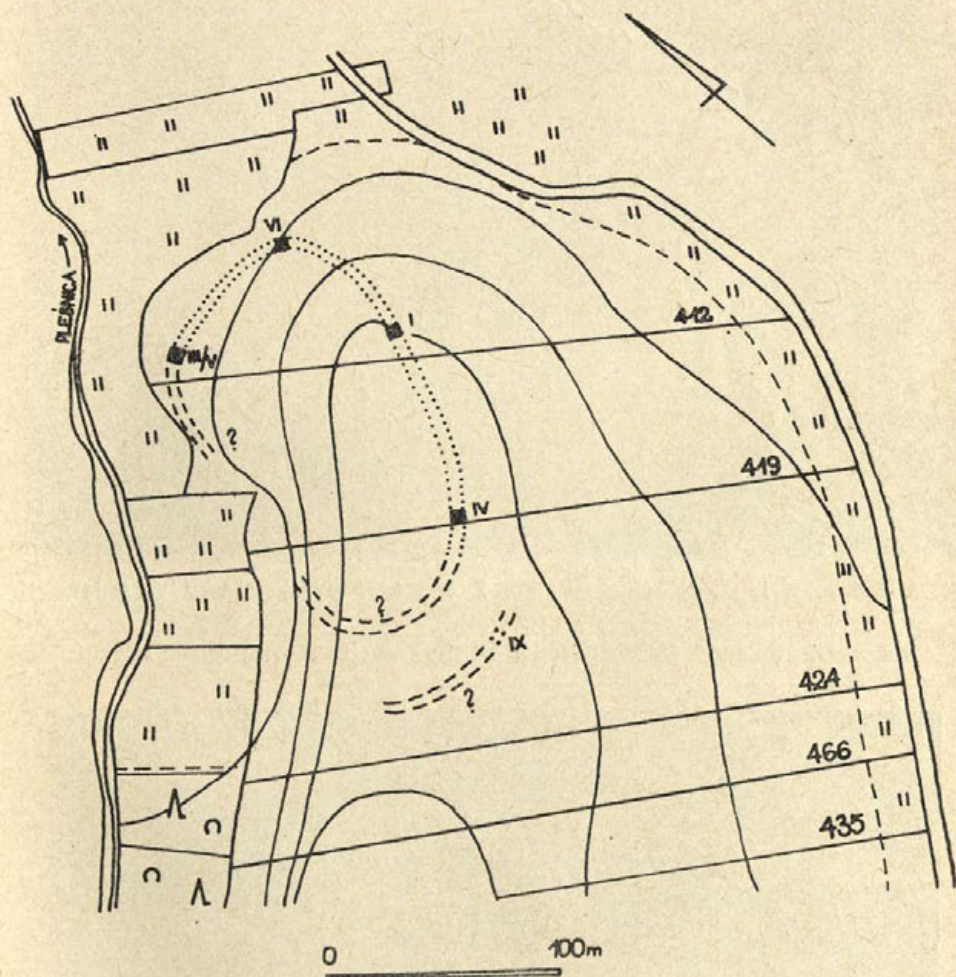 VI
PLEŚNICA →
I
412
III/V
?
419
IV
?
IX
?
424
466
435
0 100m